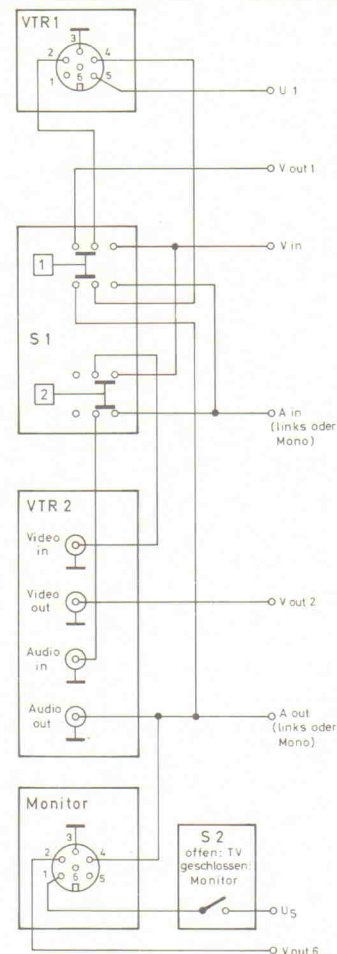 VTR1
3
2
4
1
6
5
U 1
V out 1
V in
1
S 1
2
A in
(links oder
Mono)
VTR 2
Video
in
Video
out
V out 2
Audio
in
Audio
out
A out
(links oder
Mono)
Monitor
3
2
4
1
6
5
S 2
offen: TV
geschlossen:
Monitor
U5
V out 6